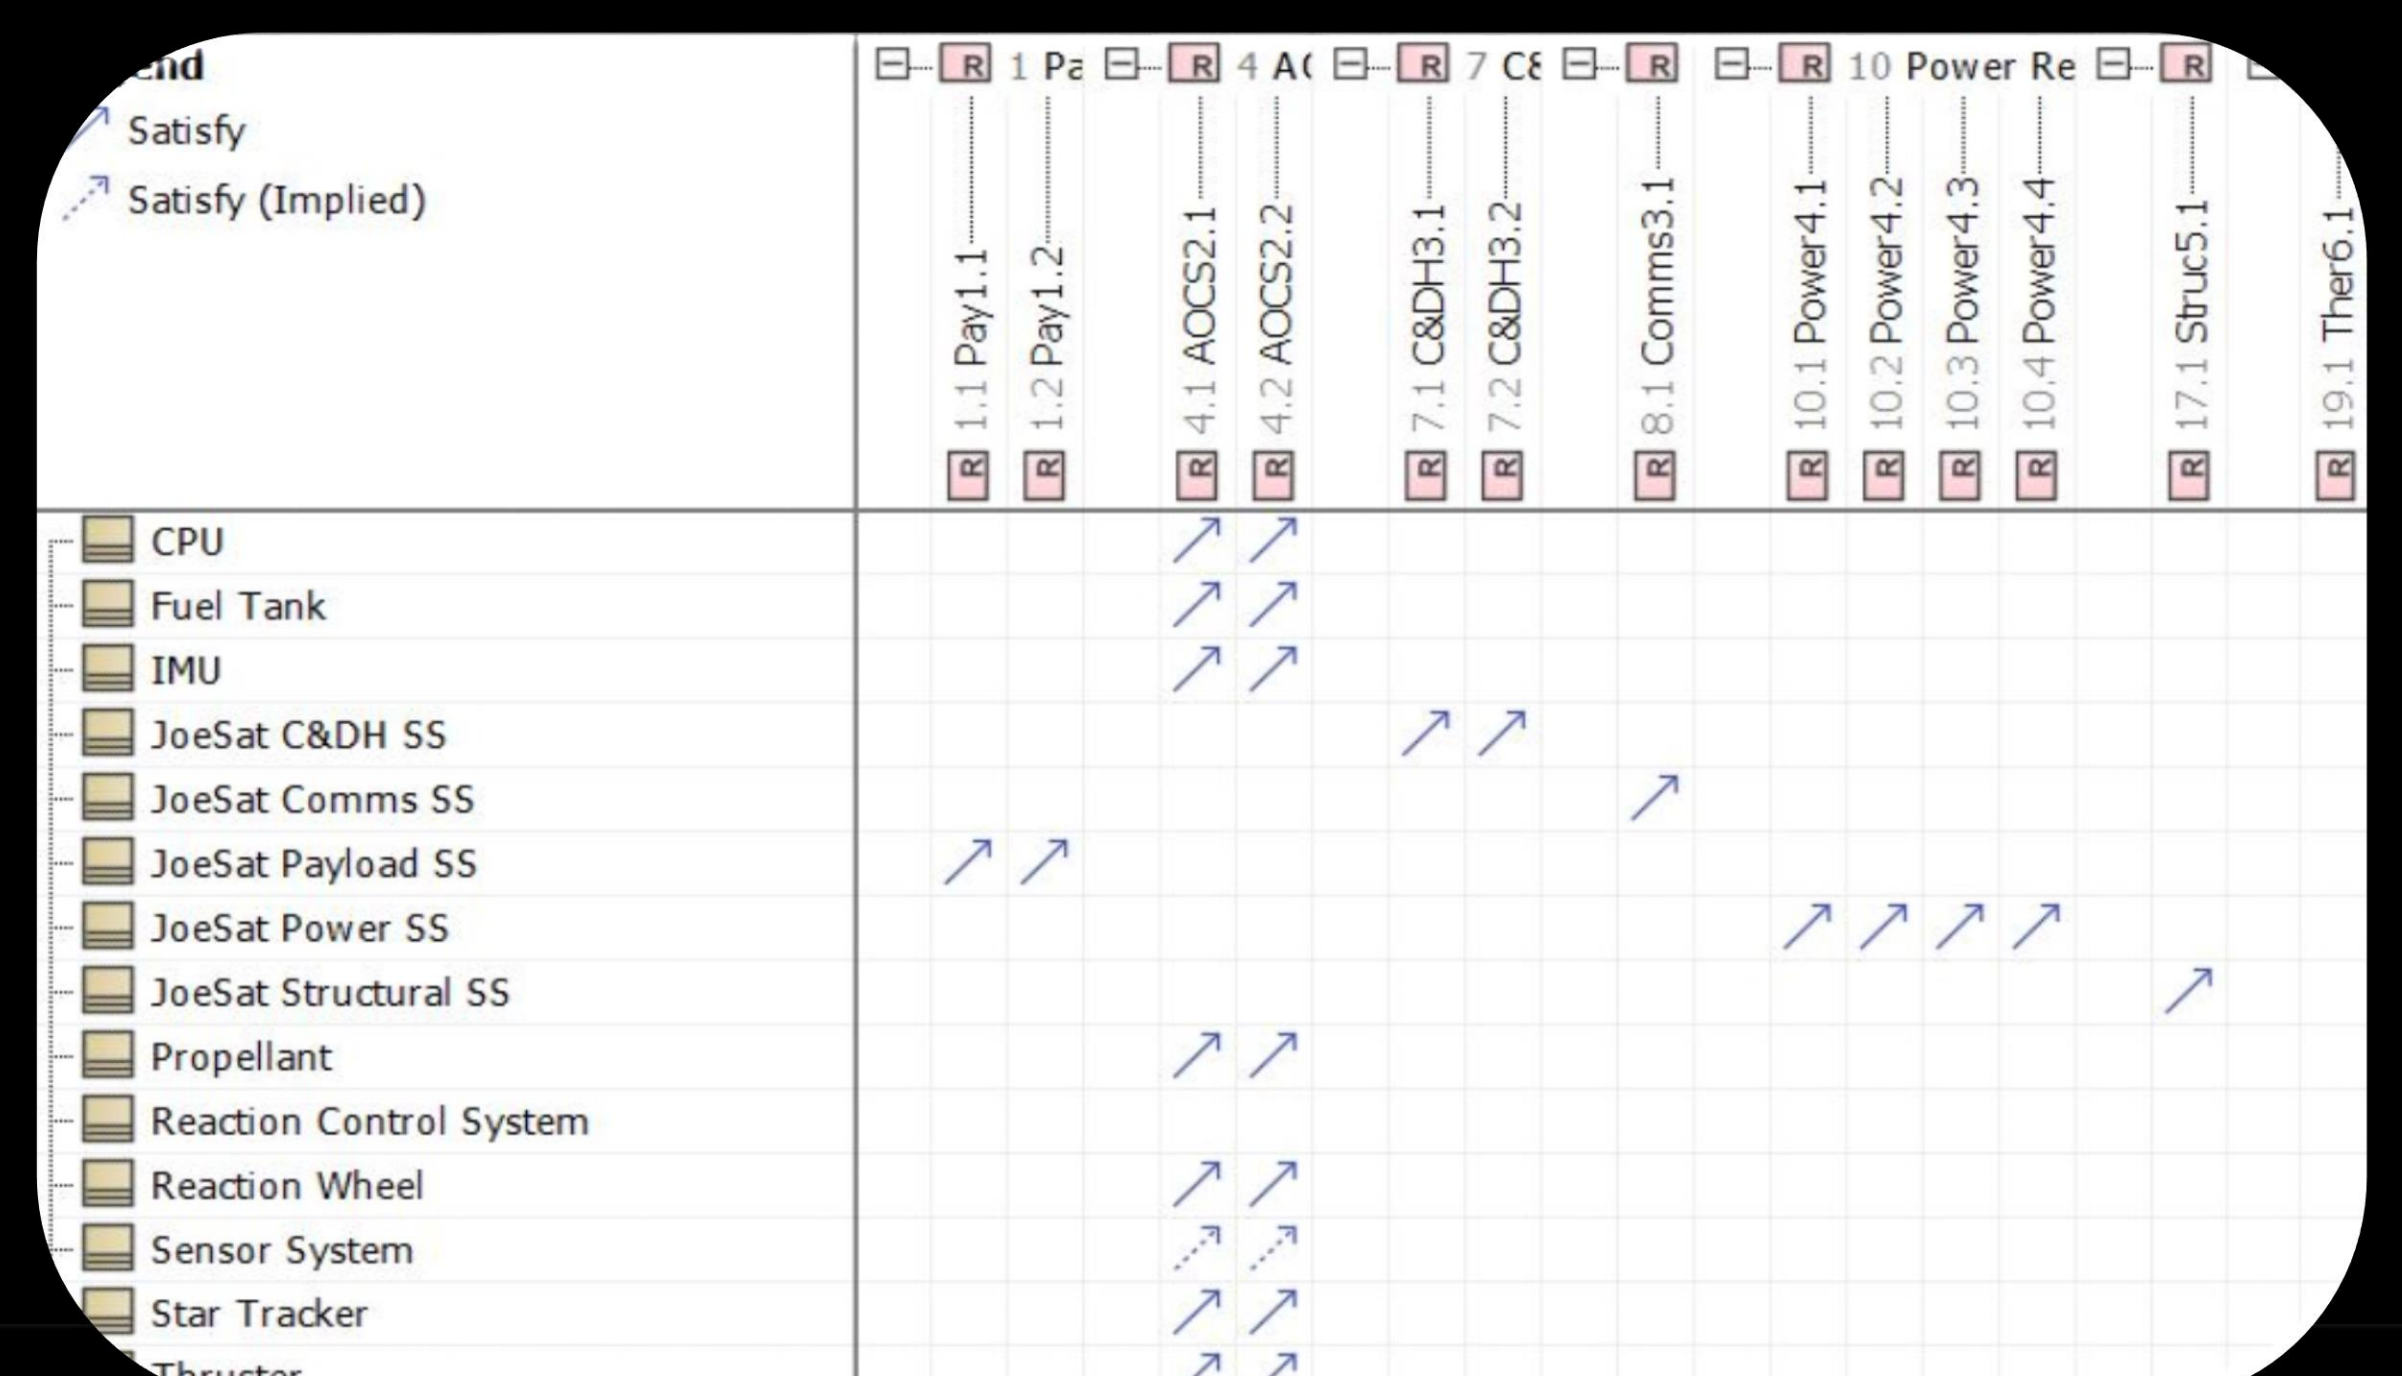 end
Satisfy
Satisfy (Implied)
R 1 Pa R 4 R 7 R R 10 Power Re R
1.1 Pay1.1
1.2 Pay1.2
4.1 AOCS2.1
4.2 AOCS2.2
7.1 C&DH3.1
7.2 C&DH3.2
8.1 Comms3.1
10.1 Power4.1
10.2 Power4.2
10.3 Power4.3
10.4 Power4.4
17.1 Struc5.1
19.1 Ther6.1
R R R R R R R R R R R R R
CPU
Fuel Tank
IMU
JoeSat C&DH SS
JoeSat Comms SS
JoeSat Payload SS
JoeSat Power SS
JoeSat Structural SS
Propellant
Reaction Control System
Reaction Wheel
Sensor System
Star Tracker
Thruster